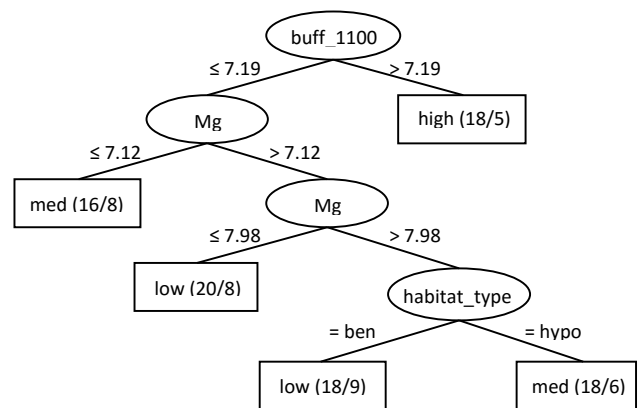 buff_1100
≤ 7.19 > 7.19
Mg high (18/5)
≤ 7.12 > 7.12
med (16/8) Mg
≤ 7.98 > 7.98
low (20/8) habitat_type
= ben = hypo
low (18/9) med (18/6)